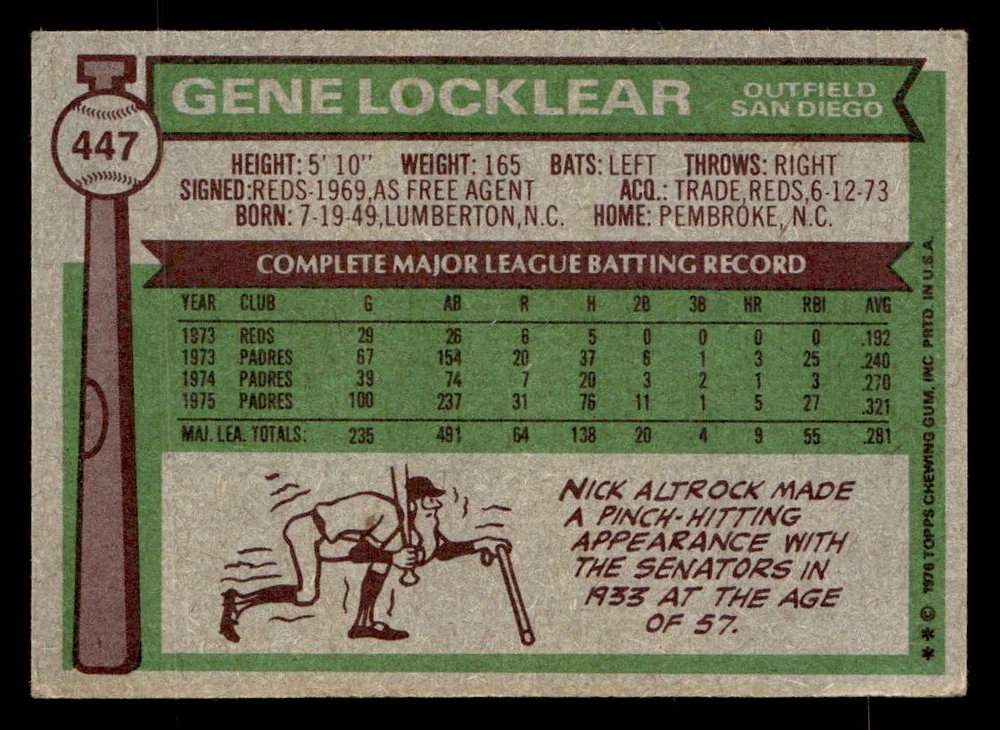 447
GENE LOCKLEAR
OUTFIELD
SAN DIEGO
HEIGHT: 5' 10" WEIGHT: 165 BATS: LEFT THROWS: RIGHT
SIGNED: REDS-1969, AS FREE AGENT ACQ.: TRADE, REDS, 6-12-73
BORN: 7-19-49, LUMBERTON, N.C. HOME: PEMBROKE, N.C.
COMPLETE MAJOR LEAGUE BATTING RECORD
YEAR CLUB G AB R H 2B 3B HR RBI AVG
1973 REDS 29 26 6 5 0 0 0 0 .192
1973 PADRES 67 154 20 37 6 1 3 25 .240
1974 PADRES 39 74 7 20 3 2 1 3 .270
1975 PADRES 100 237 31 76 11 1 5 27 .321
MAJ. LEA. TOTALS: 235 491 64 138 20 4 9 55 .281
NICK ALTROCK MADE
A PINCH-HITTING
APPEARANCE WITH
THE SENATORS IN
1933 AT THE AGE
OF 57.
** © 1976 TOPPS CHEWING GUM, INC PRTD. IN U.S.A.